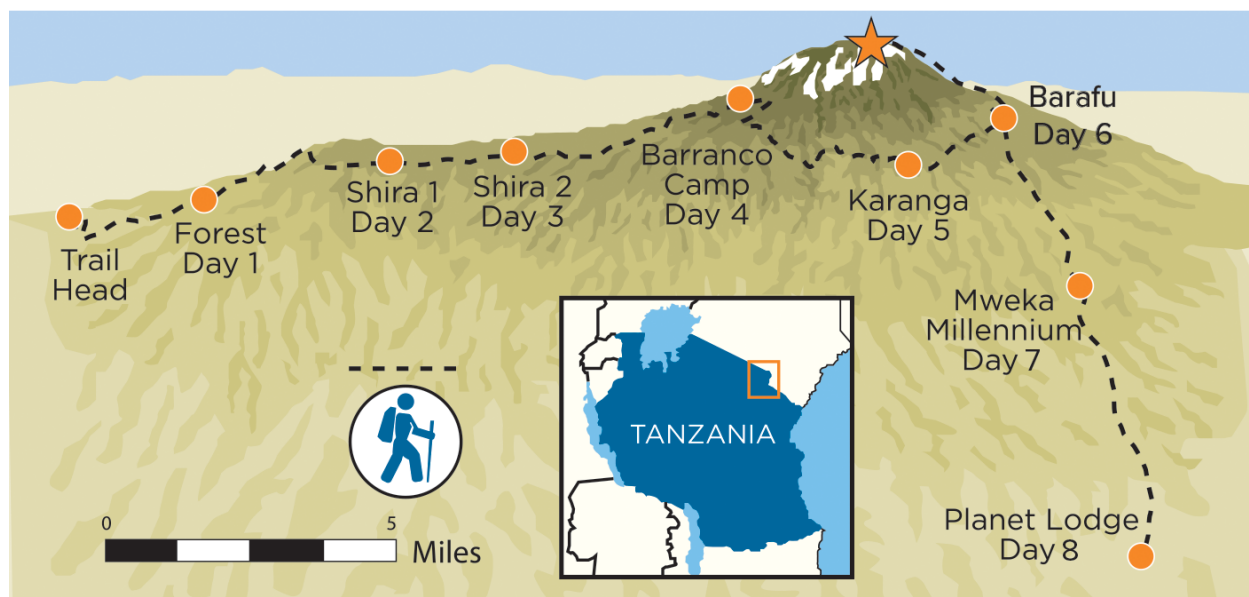 Trail
Head
Forest
Day 1
Shira 1
Day 2
Shira 2
Day 3
Barranco
Camp
Day 4
Karanga
Day 5
Barafu
Day 6
Mweka
Millennium
Day 7
Planet Lodge
Day 8
TANZANIA
0
5
Miles